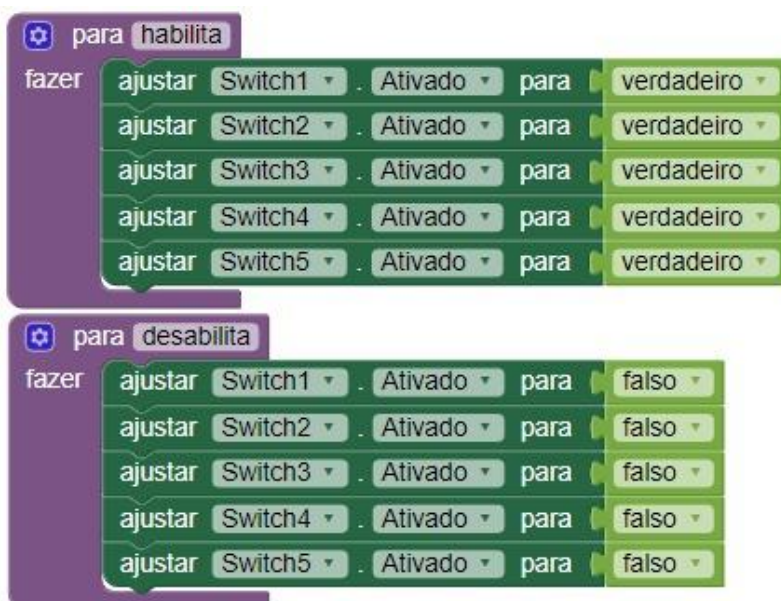 para habilita
fazer ajustar Switch1 . Ativado para verdadeiro
ajustar Switch2 . Ativado para verdadeiro
ajustar Switch3 . Ativado para verdadeiro
ajustar Switch4 . Ativado para verdadeiro
ajustar Switch5 . Ativado para verdadeiro
para desabilita
fazer ajustar Switch1 . Ativado para falso
ajustar Switch2 . Ativado para falso
ajustar Switch3 . Ativado para falso
ajustar Switch4 . Ativado para falso
ajustar Switch5 . Ativado para falso